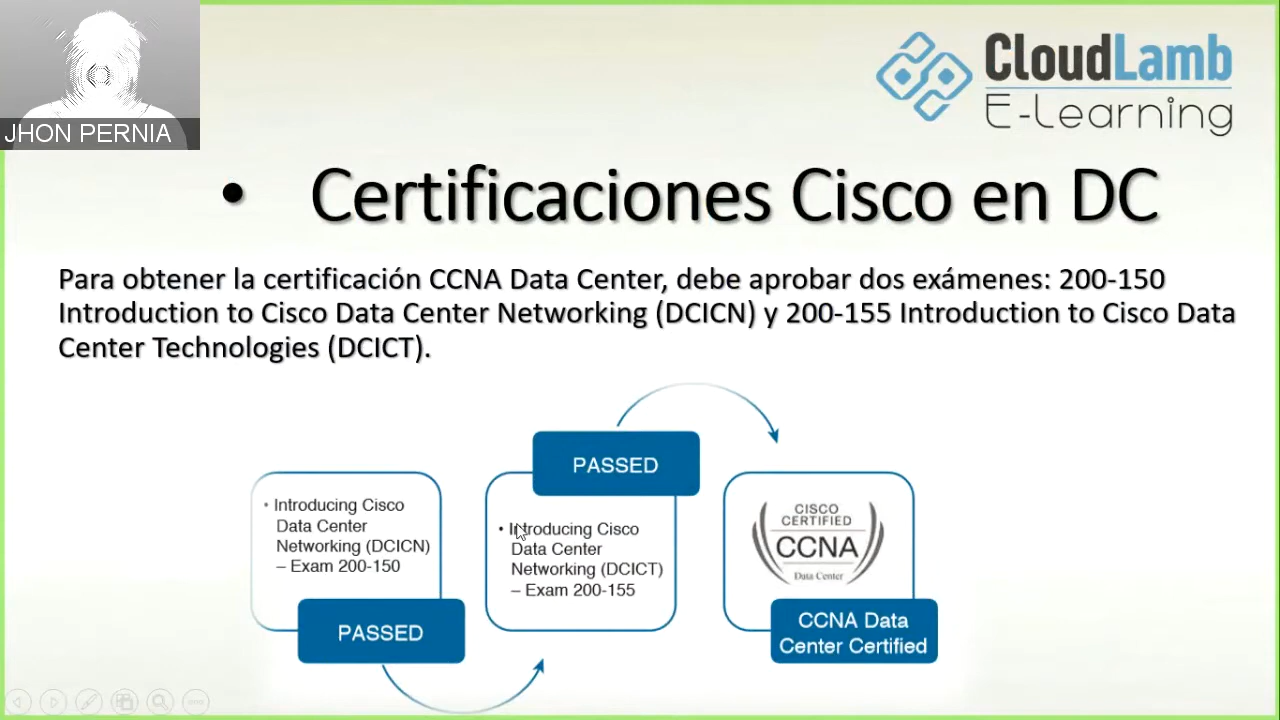 JHON PERNIA
CloudLamb
E-Learning
• Certificaciones Cisco en DC
Para obtener la certificación CCNA Data Center, debe aprobar dos exámenes: 200-150
Introduction to Cisco Data Center Networking (DCICN) y 200-155 Introduction to Cisco Data
Center Technologies (DCICT).
• Introducing Cisco
Data Center
Networking (DCICN)
– Exam 200-150
PASSED
PASSED
• Introducing Cisco
Data Center
Networking (DCICT)
– Exam 200-155
CISCO
CERTIFIED
CCNA
Data Center
CCNA Data
Center Certified